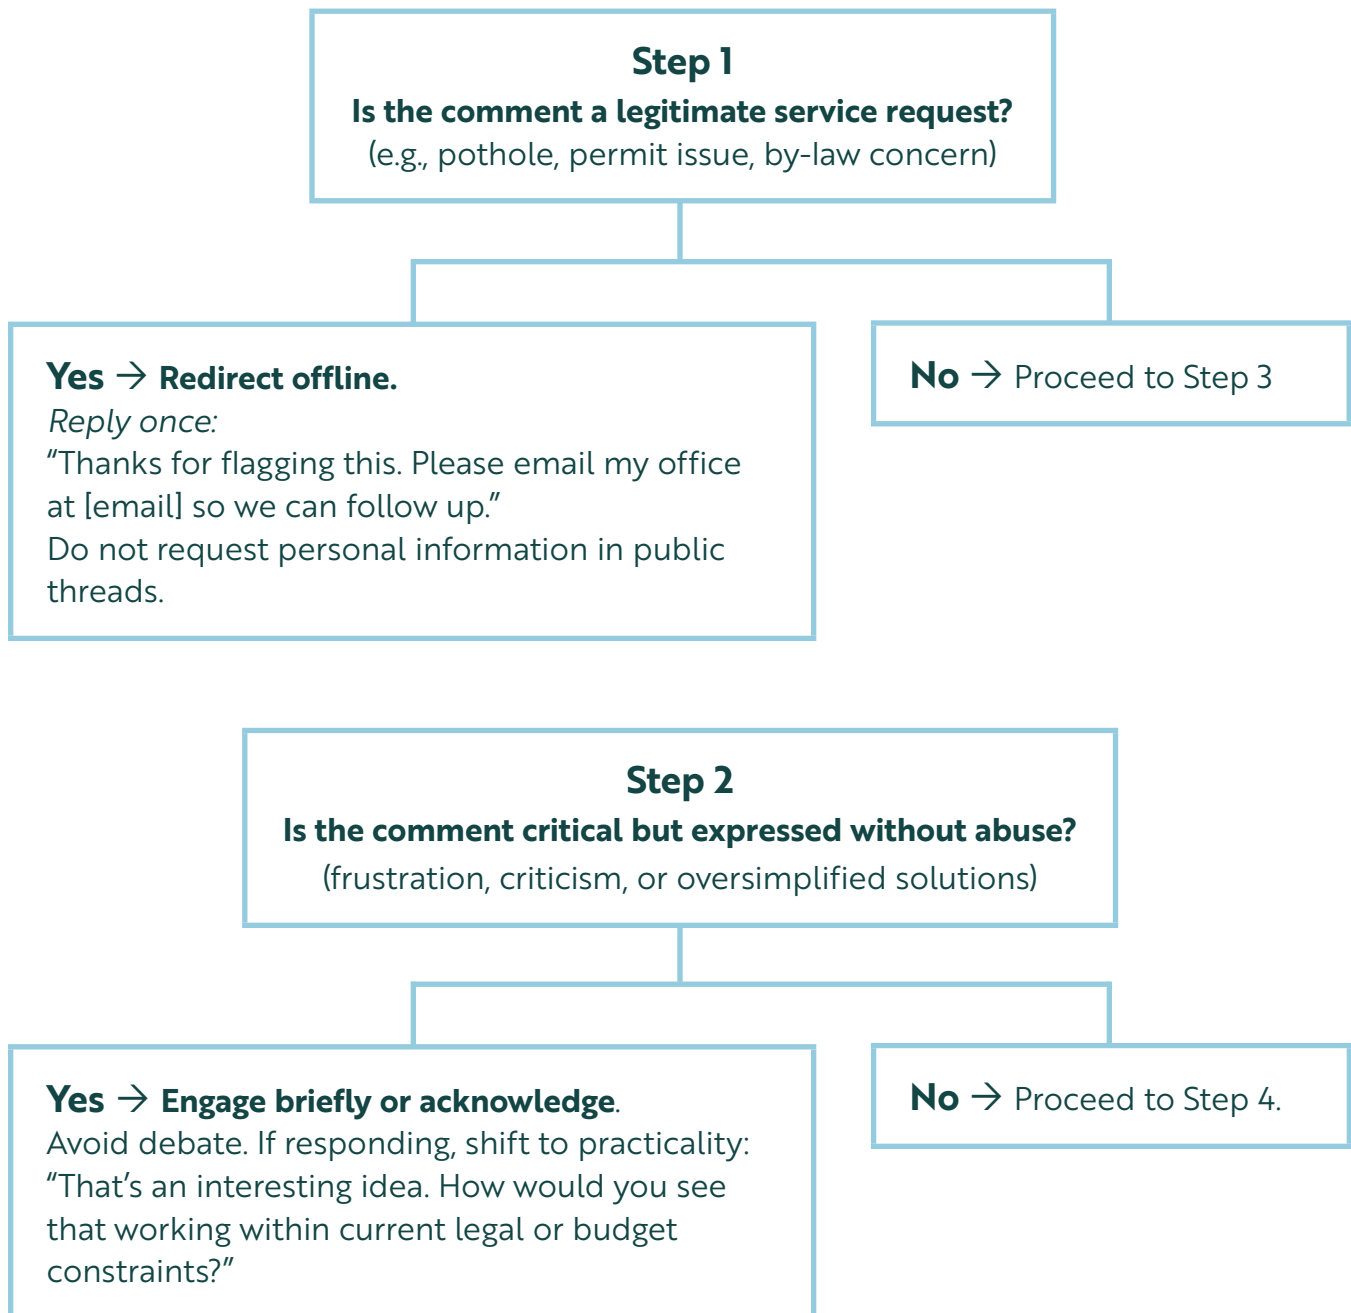 Step 1
Is the comment a legitimate service request?
(e.g., pothole, permit issue, by-law concern)
Yes → Redirect offline.
Reply once:
“Thanks for flagging this. Please email my office
at [email] so we can follow up.”
Do not request personal information in public
threads.
No → Proceed to Step 3
Step 2
Is the comment critical but expressed without abuse?
(frustration, criticism, or oversimplified solutions)
Yes → Engage briefly or acknowledge.
Avoid debate. If responding, shift to practicality:
“That’s an interesting idea. How would you see
that working within current legal or budget
constraints?”
No → Proceed to Step 4.